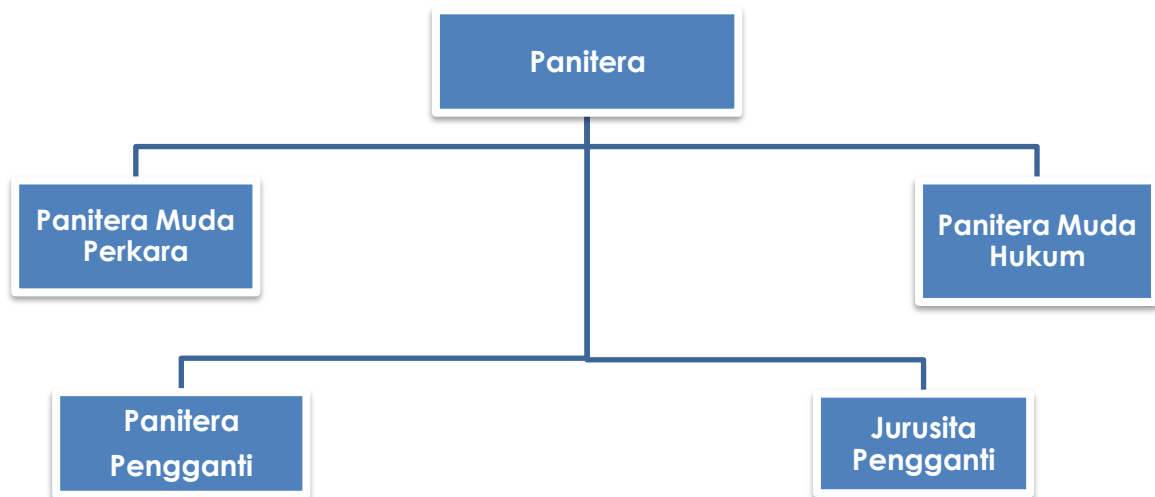 Panitera
Panitera Muda
Perkara
Panitera Muda
Hukum
Panitera
Pengganti
Jurusita
Pengganti